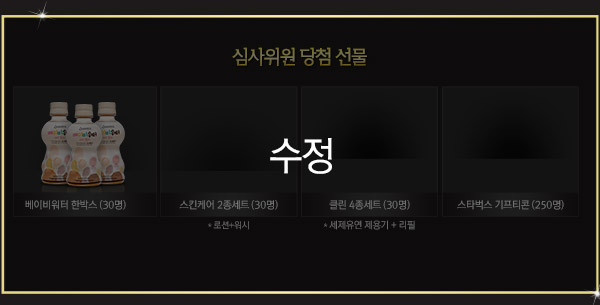 심사위원 당첨 선물
수정
베이비워터 한박스 (30명)
스킨케어 2종세트 (30명)
클린 4종세트 (30명)
스타벅스 기프티콘 (250명)
* 로션+워시
* 세제유연제용기 + 리필